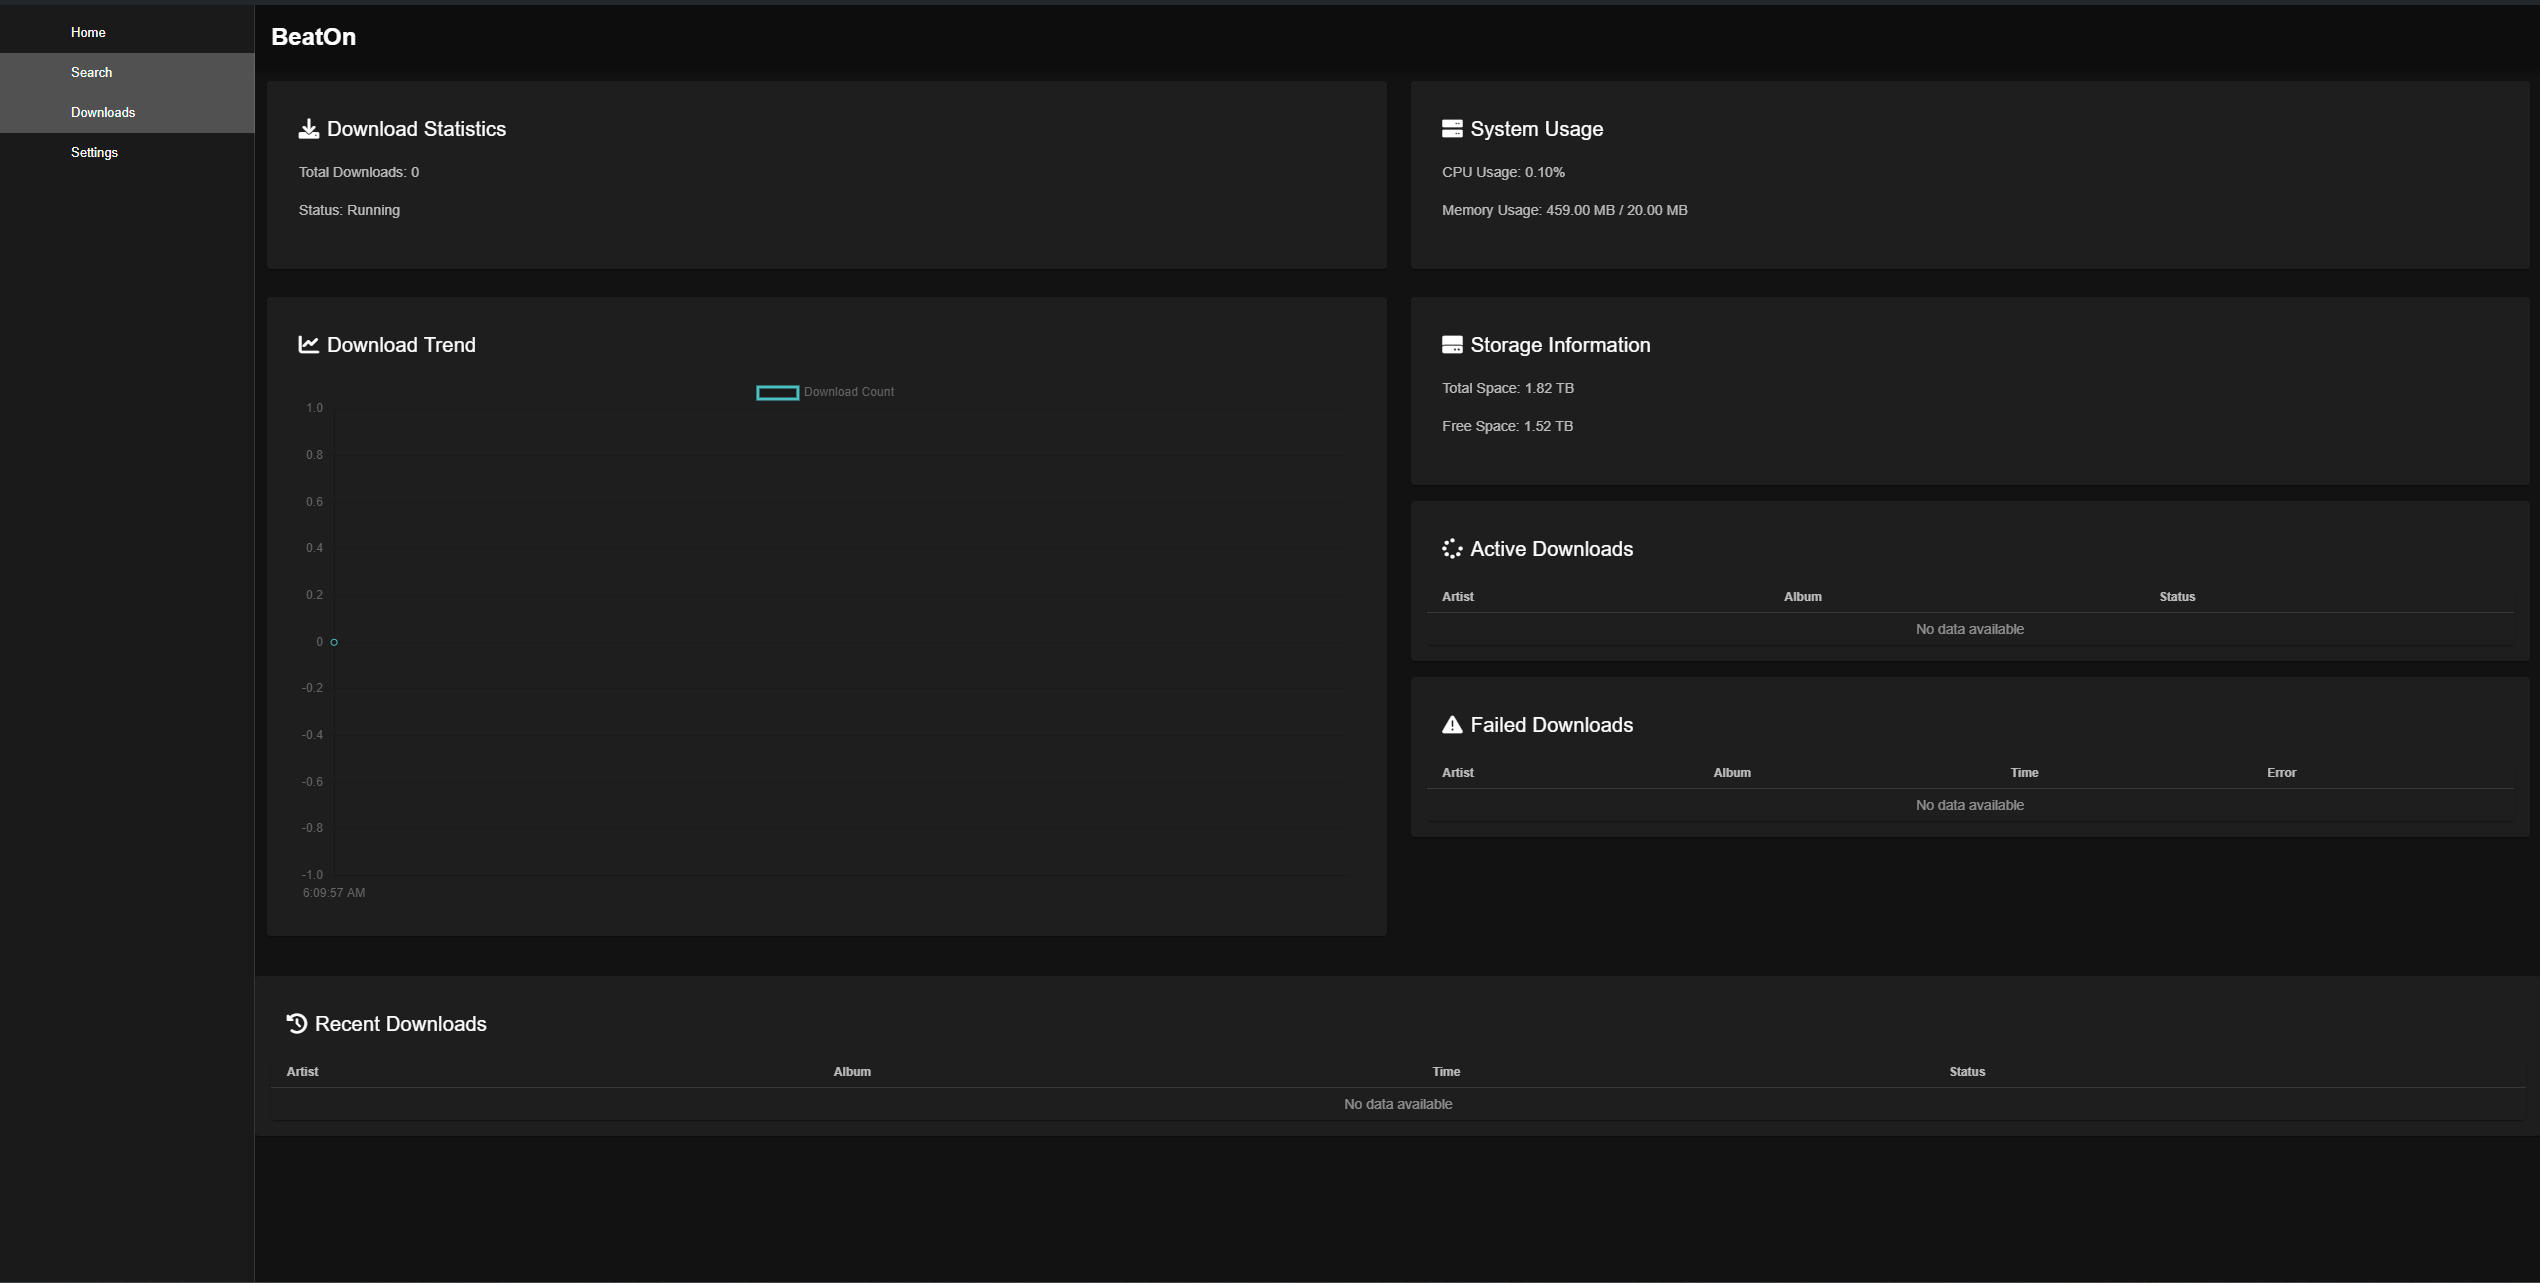 Home
Search
Downloads
Settings
BeatOn
Download Statistics
Total Downloads: 0
Status: Running
System Usage
CPU Usage: 0.10%
Memory Usage: 459.00 MB / 20.00 MB
Download Trend
Download Count
1.0
0.8
0.6
0.4
0.2
0
-0.2
-0.4
-0.6
-0.8
-1.0
6:09:57 AM
Storage Information
Total Space: 1.82 TB
Free Space: 1.52 TB
Active Downloads
Artist Album Status
No data available
Failed Downloads
Artist Album Time Error
No data available
Recent Downloads
Artist Album Time Status
No data available